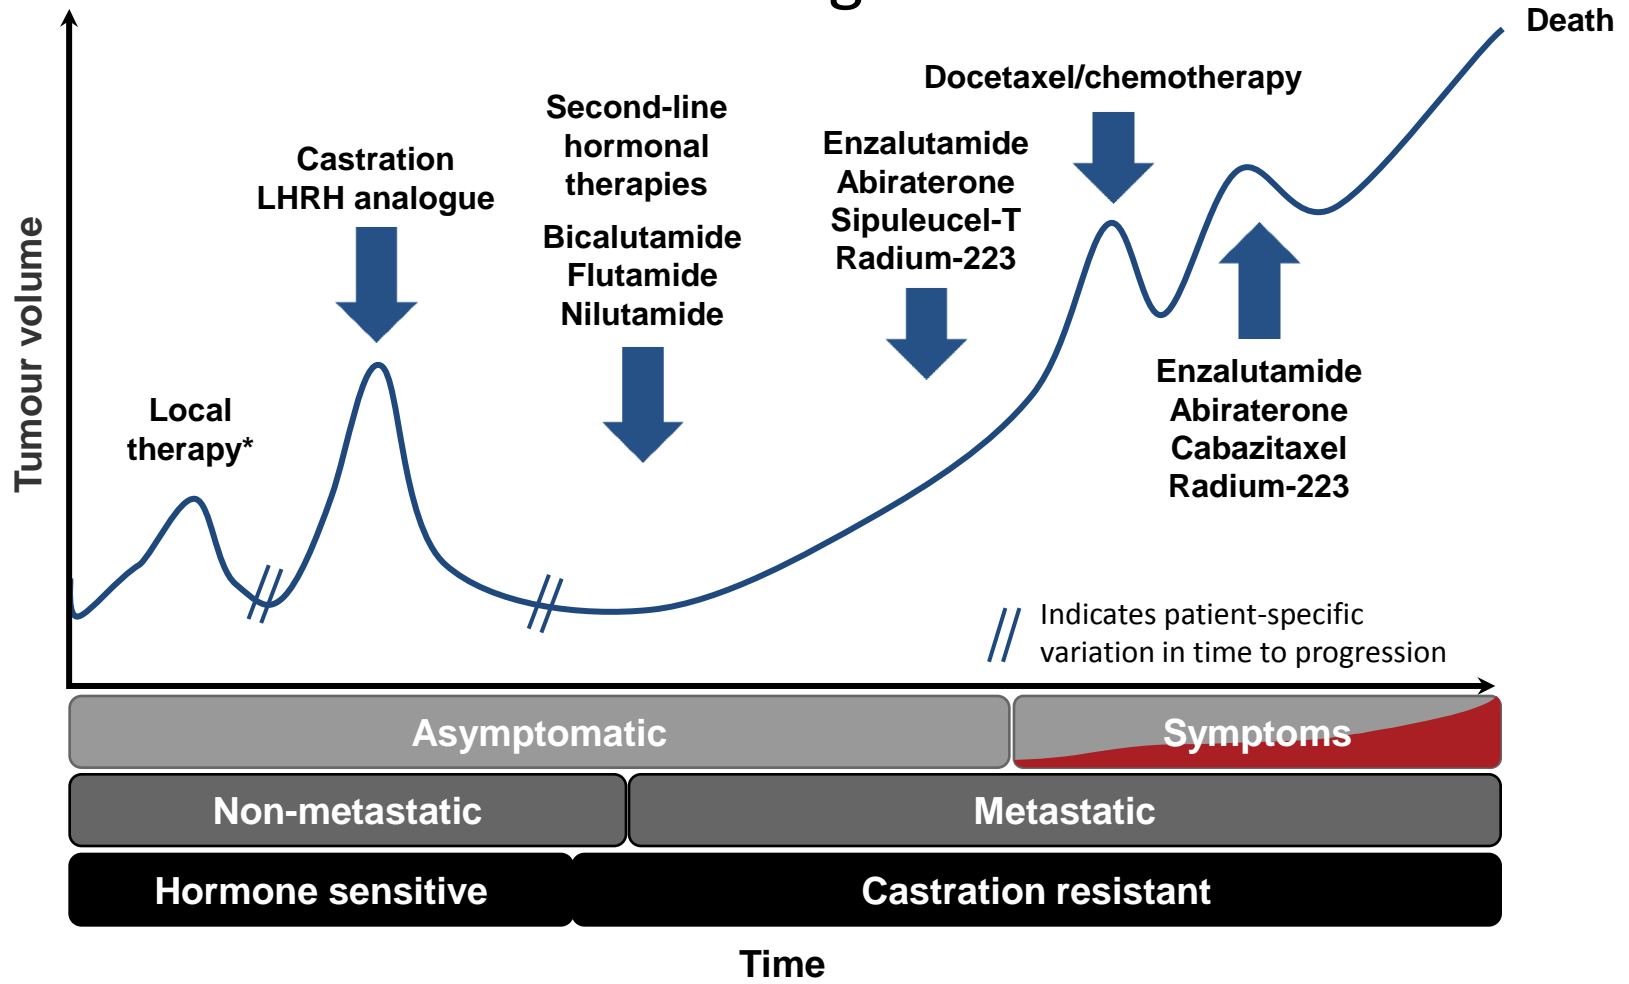 Death
Docetaxel/chemotherapy
Second-line
hormonal
therapies
Bicalutamide
Flutamide
Nilutamide
Enzalutamide
Abiraterone
Sipuleucel-T
Radium-223
Castration
LHRH analogue
Local
therapy*
Enzalutamide
Abiraterone
Cabazitaxel
Radium-223
Tumour volume
Indicates patient-specific
variation in time to progression
Asymptomatic
Symptoms
Non-metastatic
Metastatic
Hormone sensitive
Castration resistant
Time